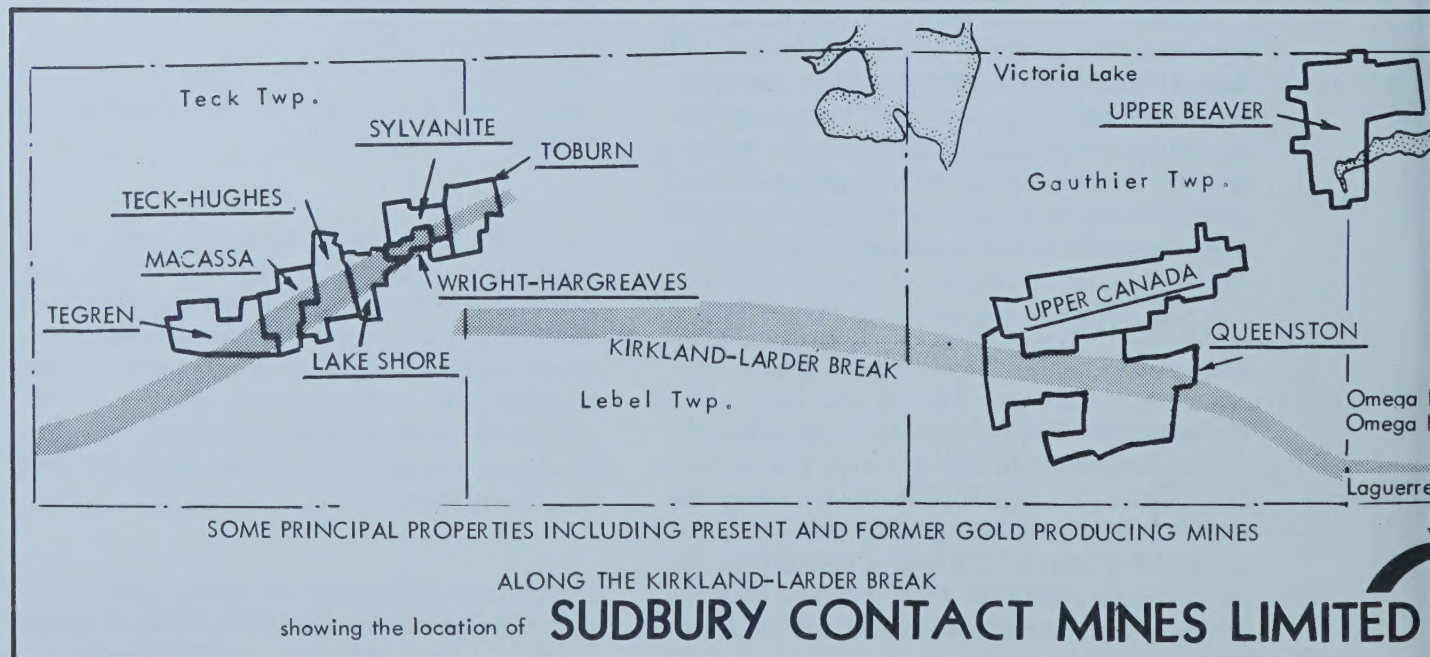 Teck Twp.
Victoria Lake
SYLVANITE
UPPER BEAVER
TOBURN
Gauthier Twp.
TECK-HUGHES
MACASSA
WRIGHT-HARGREAVES
UPPER CANADA
TEGREN
QUEENSTON
LAKE SHORE
KIRKLAND-LARDER BREAK
Lebel Twp.
Omega
Omega
Laguerre
SOME PRINCIPAL PROPERTIES INCLUDING PRESENT AND FORMER GOLD PRODUCING MINES
ALONG THE KIRKLAND-LARDER BREAK
showing the location of SUDBURY CONTACT MINES LIMITED